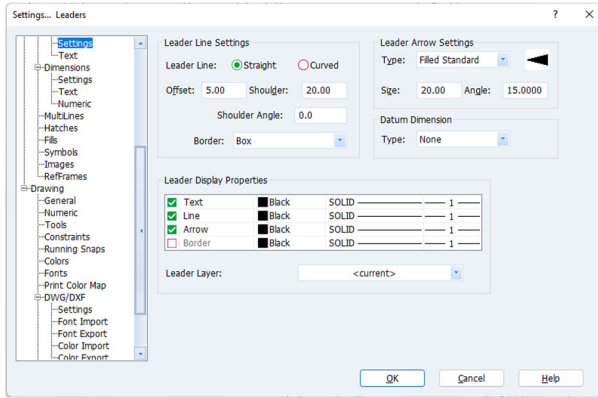 Settings... Leaders ? ×
Settings
Text
Dimensions
Settings
Text
Numeric
MultiLines
Hatches
Fills
Symbols
Images
RefFrames
Drawing
General
Numeric
Tools
Constraints
Running Snaps
Colors
Fonts
Print Color Map
DWG/DXF
Settings
Font Import
Font Export
Color Import
Color Export
Leader Line Settings
Leader Line: Straight Curved
Offset: 5.00 Shoulder: 20.00
Shoulder Angle: 0.0
Border: Box
Leader Arrow Settings
Type: Filled Standard
Size: 20.00 Angle: 15.0000
Datum Dimension
Type: None
Leader Display Properties
Text Black SOLID 1
Line Black SOLID 1
Arrow Black SOLID 1
Border Black SOLID 1
Leader Layer: <current>
OK Cancel Help